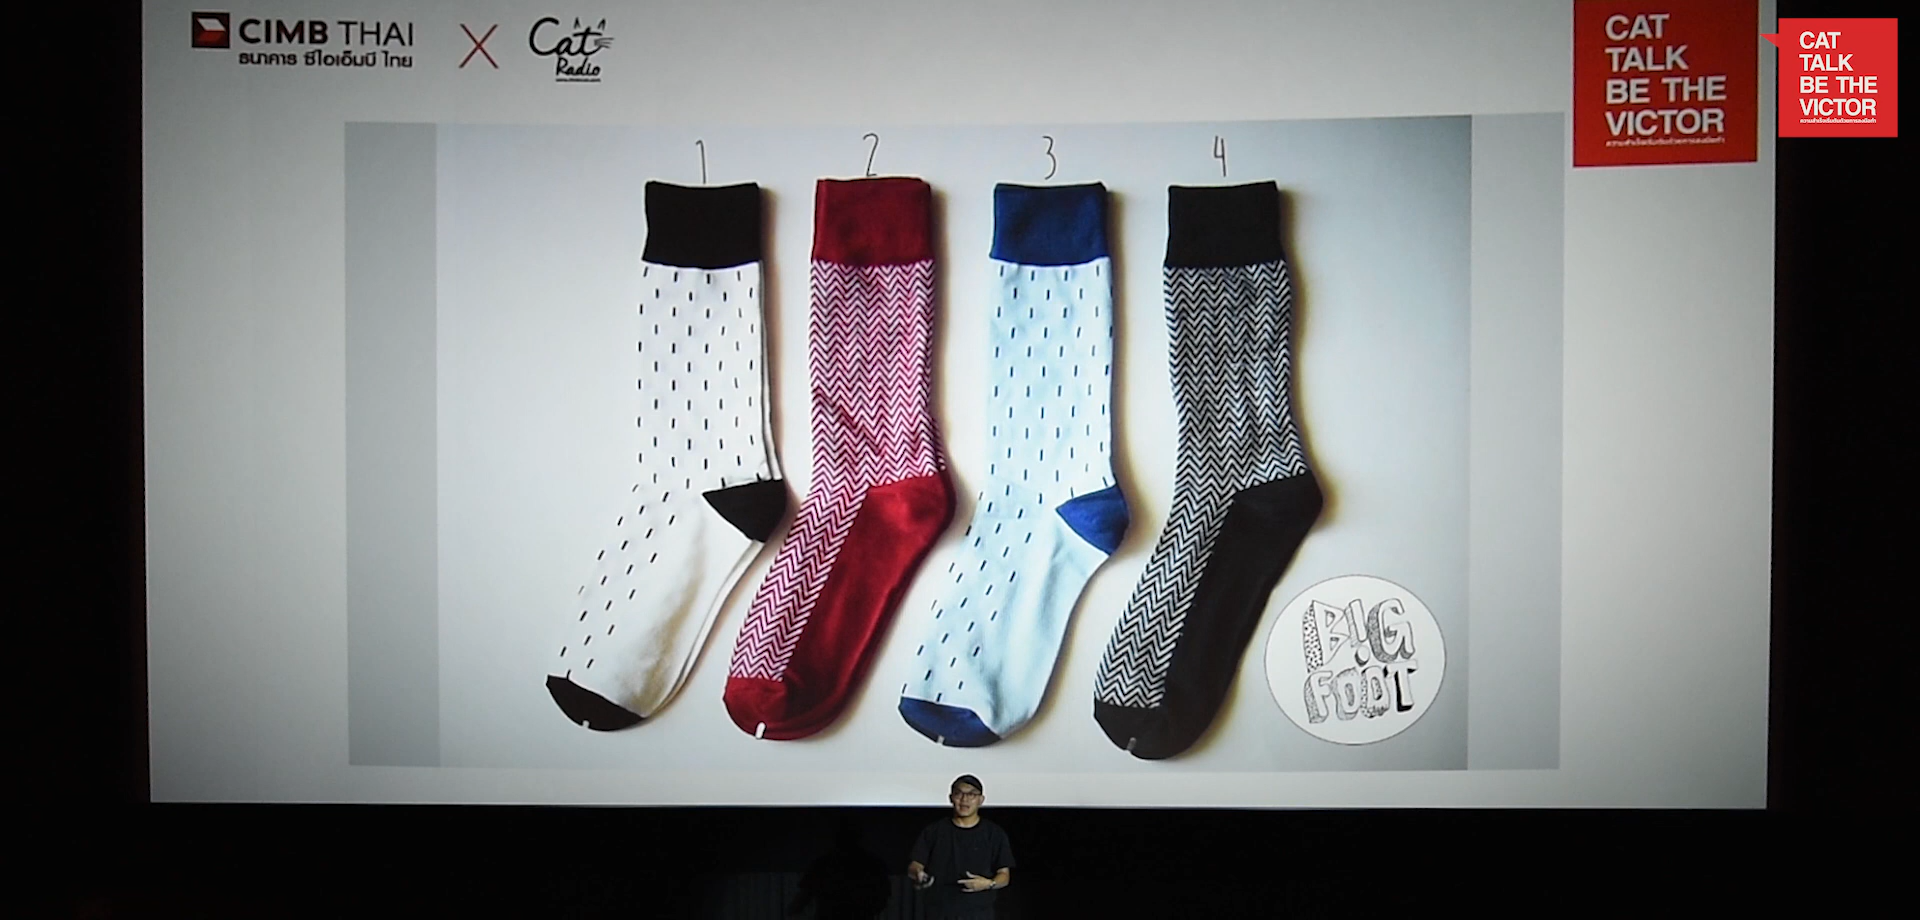 CIMB THAI
ธนาคาร ซีไอเอ็มบี ไทย
X
Cat
Radio
CAT
TALK
BE THE
VICTOR
CAT
TALK
BE THE
VICTOR
1
2
3
4
B!G
FOOT